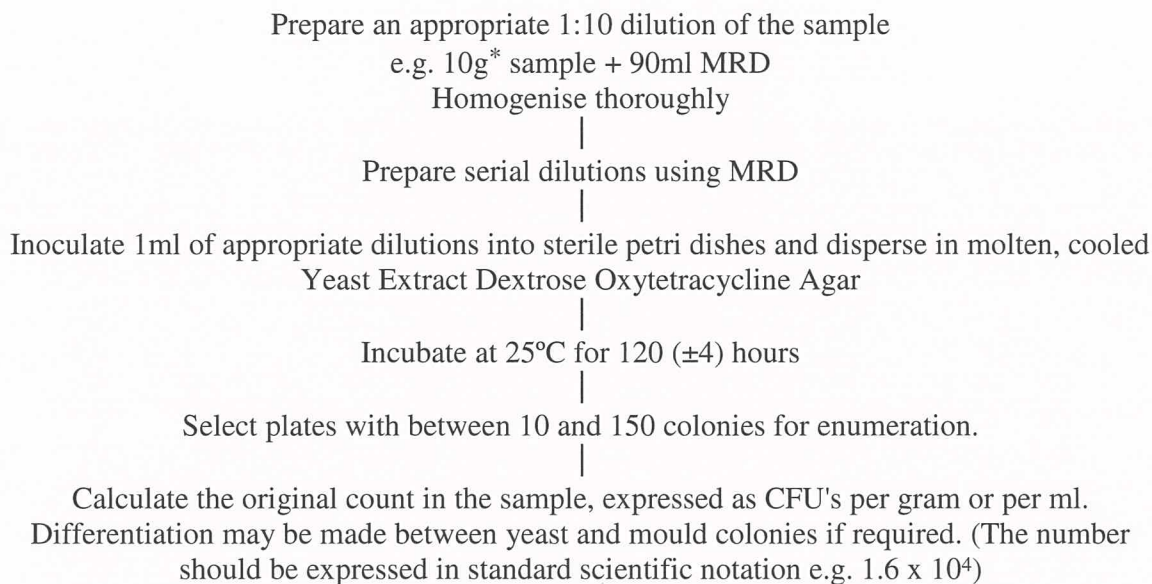 Prepare an appropriate 1:10 dilution of the sample
e.g. 10g* sample + 90ml MRD
Homogenise thoroughly
Prepare serial dilutions using MRD
Inoculate 1ml of appropriate dilutions into sterile petri dishes and disperse in molten, cooled
Yeast Extract Dextrose Oxytetracycline Agar
Incubate at 25ºC for 120 (±4) hours
Select plates with between 10 and 150 colonies for enumeration.
Calculate the original count in the sample, expressed as CFU's per gram or per ml.
Differentiation may be made between yeast and mould colonies if required. (The number
should be expressed in standard scientific notation e.g. 1.6 x 10⁴)